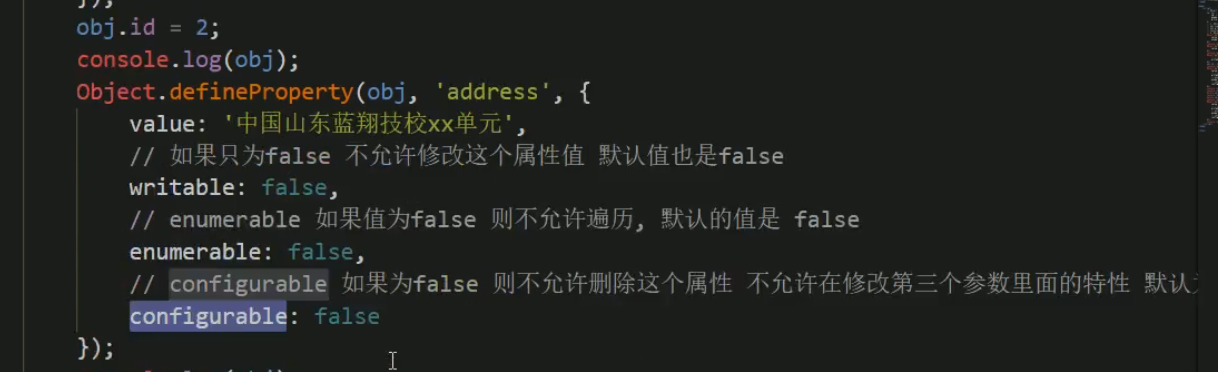 });
obj.id = 2;
console.log(obj);
Object.defineProperty(obj, 'address', {
value: '中国山东蓝翔技校xx单元',
// 如果只为false 不允许修改这个属性值 默认值也是false
writable: false,
// enumerable 如果值为false 则不允许遍历, 默认的值是 false
enumerable: false,
// configurable 如果为false 则不允许删除这个属性 不允许在修改第三个参数里面的特性 默认
configurable: false
});